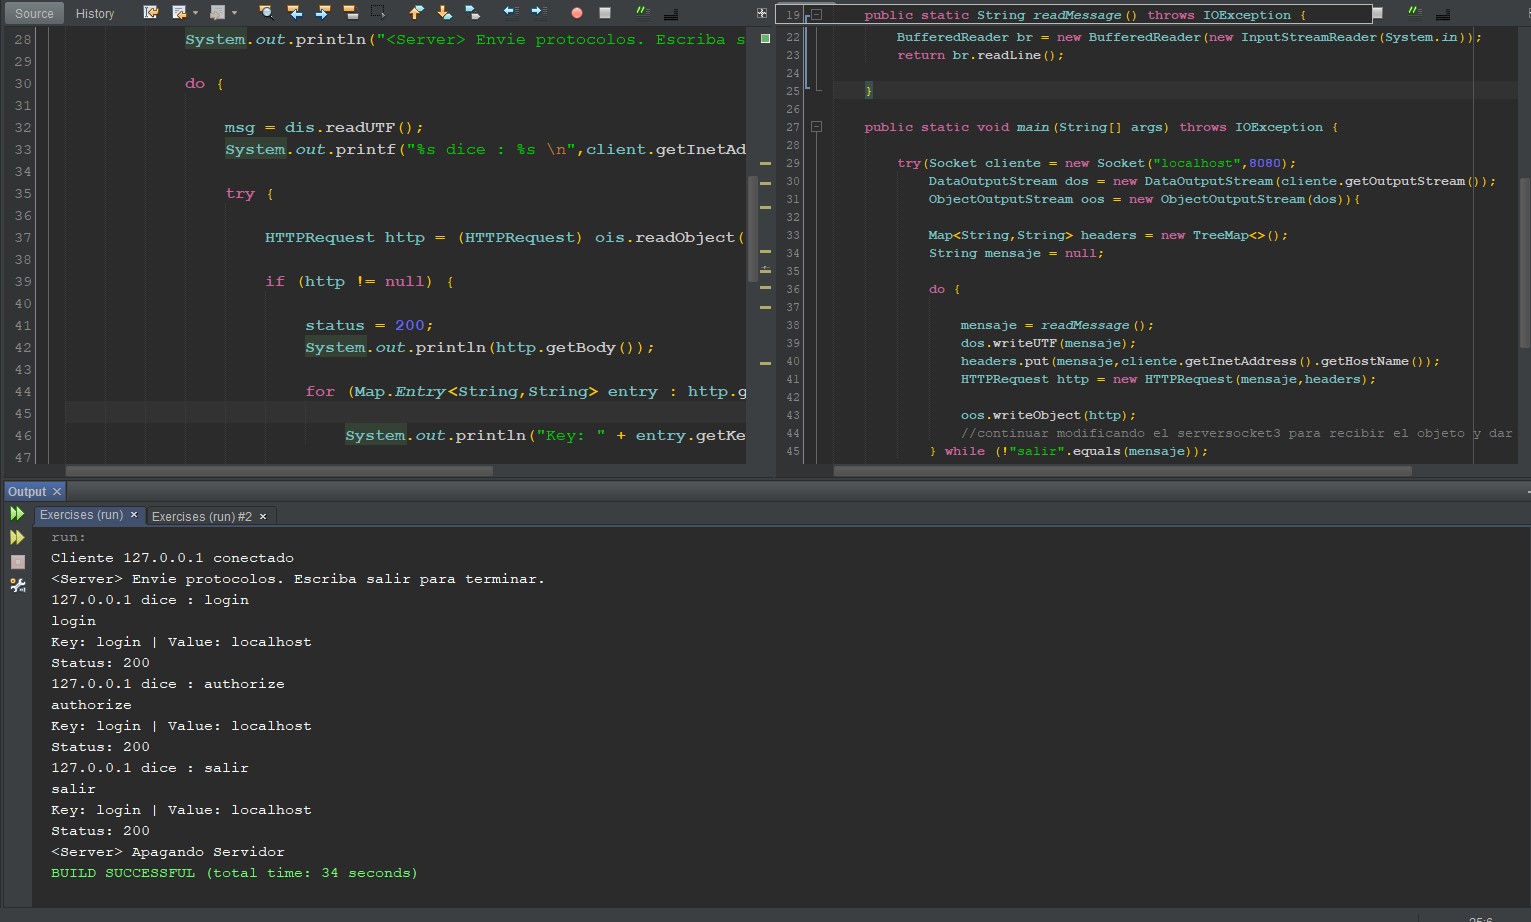 Source History
28 System.out.println("<Server> Envie protocolos. Escriba s
29
30 do {
31
32 msg = dis.readUTF();
33 System.out.printf("%s dice : %s \n",client.getInetAd
34
35 try {
36
37 HTTPRequest http = (HTTPRequest) ois.readObject(
38
39 if (http != null) {
40
41 status = 200;
42 System.out.println(http.getBody());
43
44 for (Map.Entry<String,String> entry : http.g
45
46 System.out.println("Key: " + entry.getKe
47
19 public static String readMessage() throws IOException {
22 BufferedReader br = new BufferedReader(new InputStreamReader(System.in));
23 return br.readLine();
24
25 }
26
27 public static void main(String[] args) throws IOException {
28
29 try(Socket cliente = new Socket("localhost",8080);
30 DataOutputStream dos = new DataOutputStream(cliente.getOutputStream());
31 ObjectOutputStream oos = new ObjectOutputStream(dos)){
32
33 Map<String,String> headers = new TreeMap<>();
34 String mensaje = null;
35
36 do {
37
38 mensaje = readMessage();
39 dos.writeUTF(mensaje);
40 headers.put(mensaje,cliente.getInetAddress().getHostName());
41 HTTPRequest http = new HTTPRequest(mensaje,headers);
42
43 oos.writeObject(http);
44 //continuar modificando el serversocket3 para recibir el objeto y dar
45 } while (!"salir".equals(mensaje));
Output
Exercises (run) Exercises (run) #2
run:
Cliente 127.0.0.1 conectado
<Server> Envie protocolos. Escriba salir para terminar.
127.0.0.1 dice : login
login
Key: login | Value: localhost
Status: 200
127.0.0.1 dice : authorize
authorize
Key: login | Value: localhost
Status: 200
127.0.0.1 dice : salir
salir
Key: login | Value: localhost
Status: 200
<Server> Apagando Servidor
BUILD SUCCESSFUL (total time: 34 seconds)